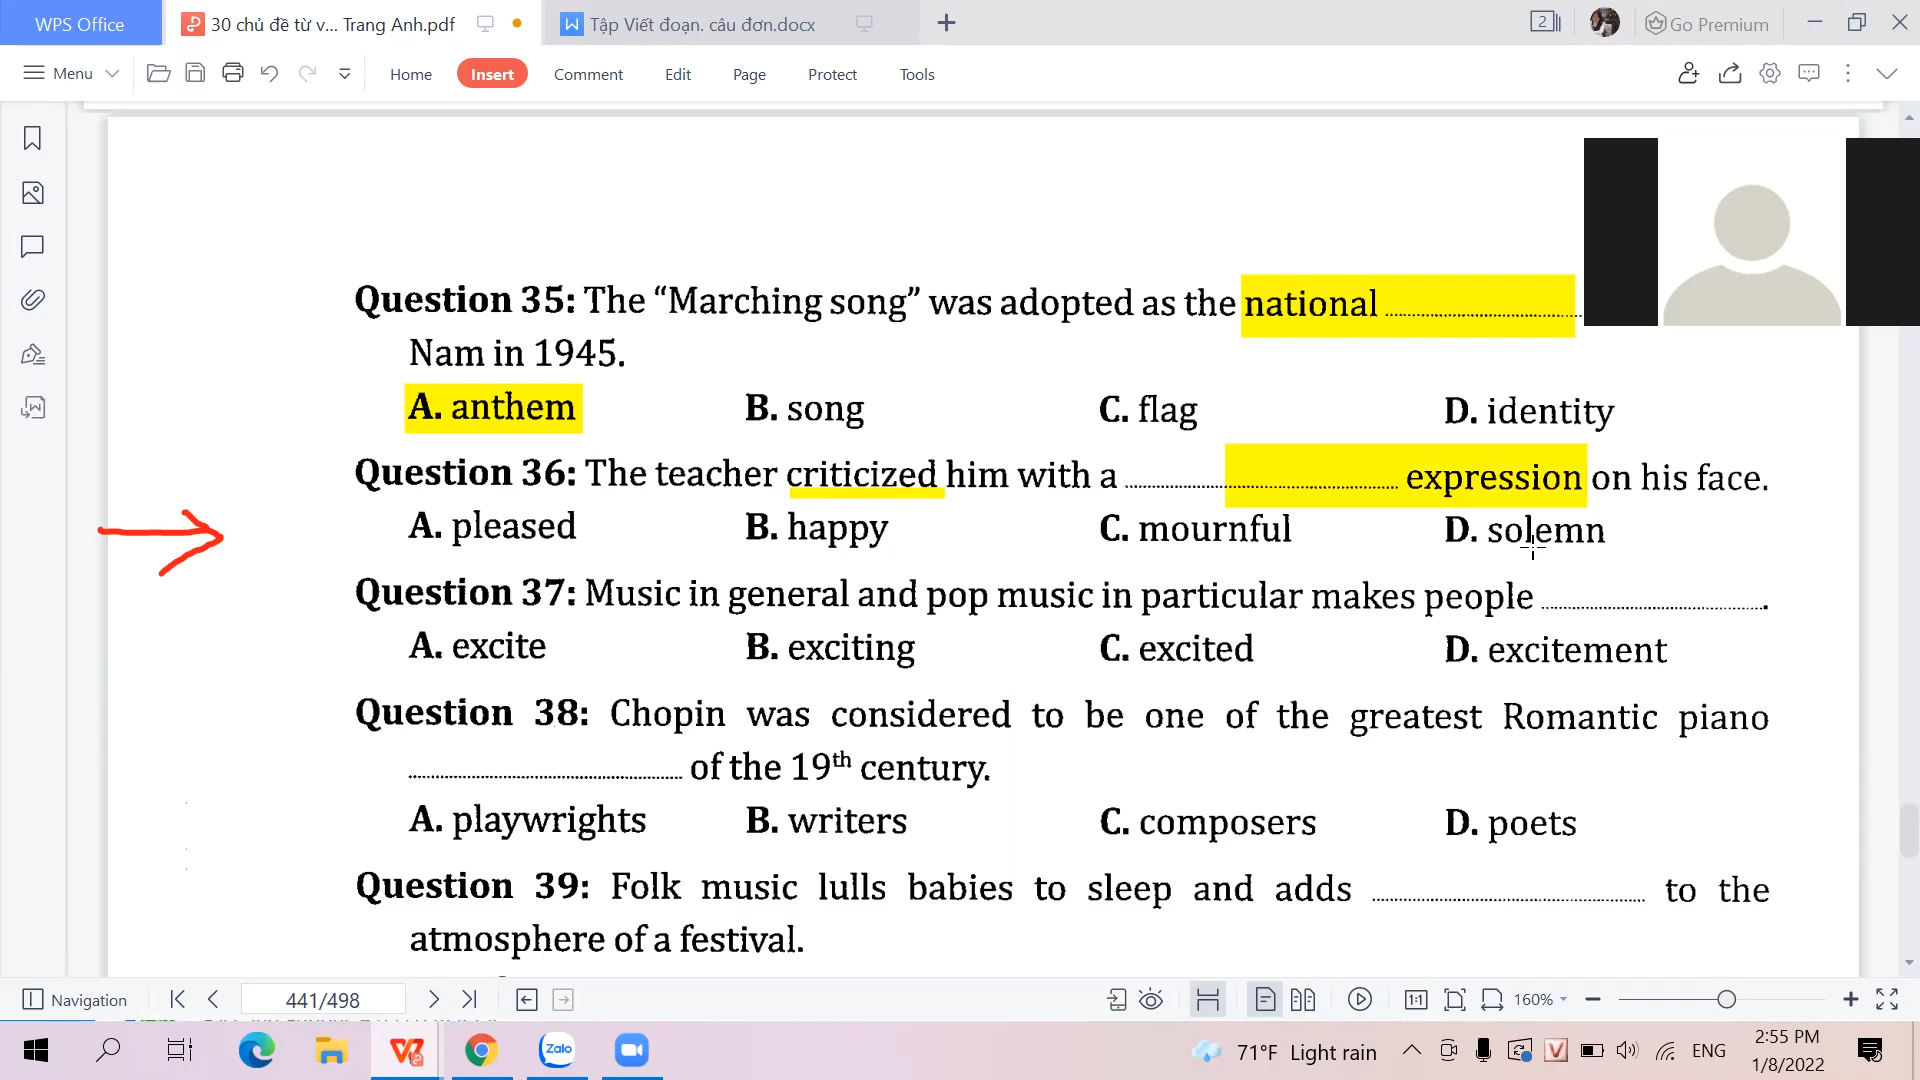 WPS Office
30 chủ đề từ v... Trang Anh.pdf
Tập Viết đoạn. câu đơn.docx
2
Go Premium
Menu
Home
Insert
Comment
Edit
Page
Protect
Tools
Question 35: The “Marching song” was adopted as the national ........................
Nam in 1945.
A. anthem B. song C. flag D. identity
Question 36: The teacher criticized him with a ........................ expression on his face.
A. pleased B. happy C. mournful D. solemn
Question 37: Music in general and pop music in particular makes people ........................
A. excite B. exciting C. excited D. excitement
Question 38: Chopin was considered to be one of the greatest Romantic piano
........................ of the 19th century.
A. playwrights B. writers C. composers D. poets
Question 39: Folk music lulls babies to sleep and adds ........................ to the
atmosphere of a festival.
Navigation
441/498
1:1
160%
Zalo
71°F Light rain
ENG
2:55 PM
1/8/2022